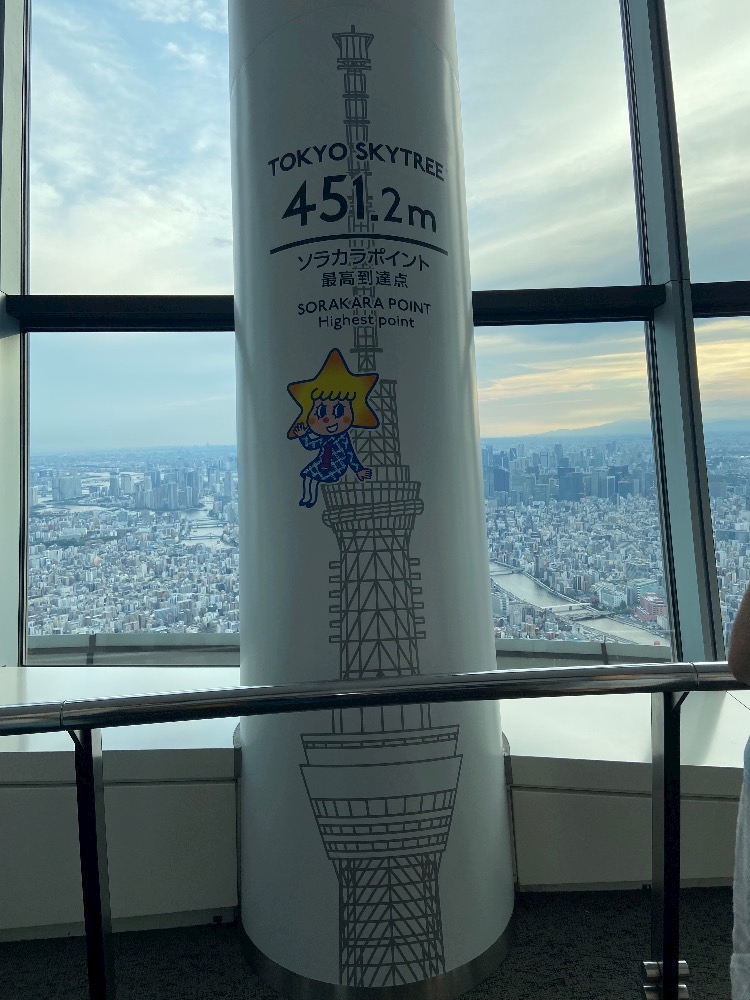 TOKYO SKYTREE
451.2m
ソラカラポイント
最高到達点
SORAKARA POINT
Highest point